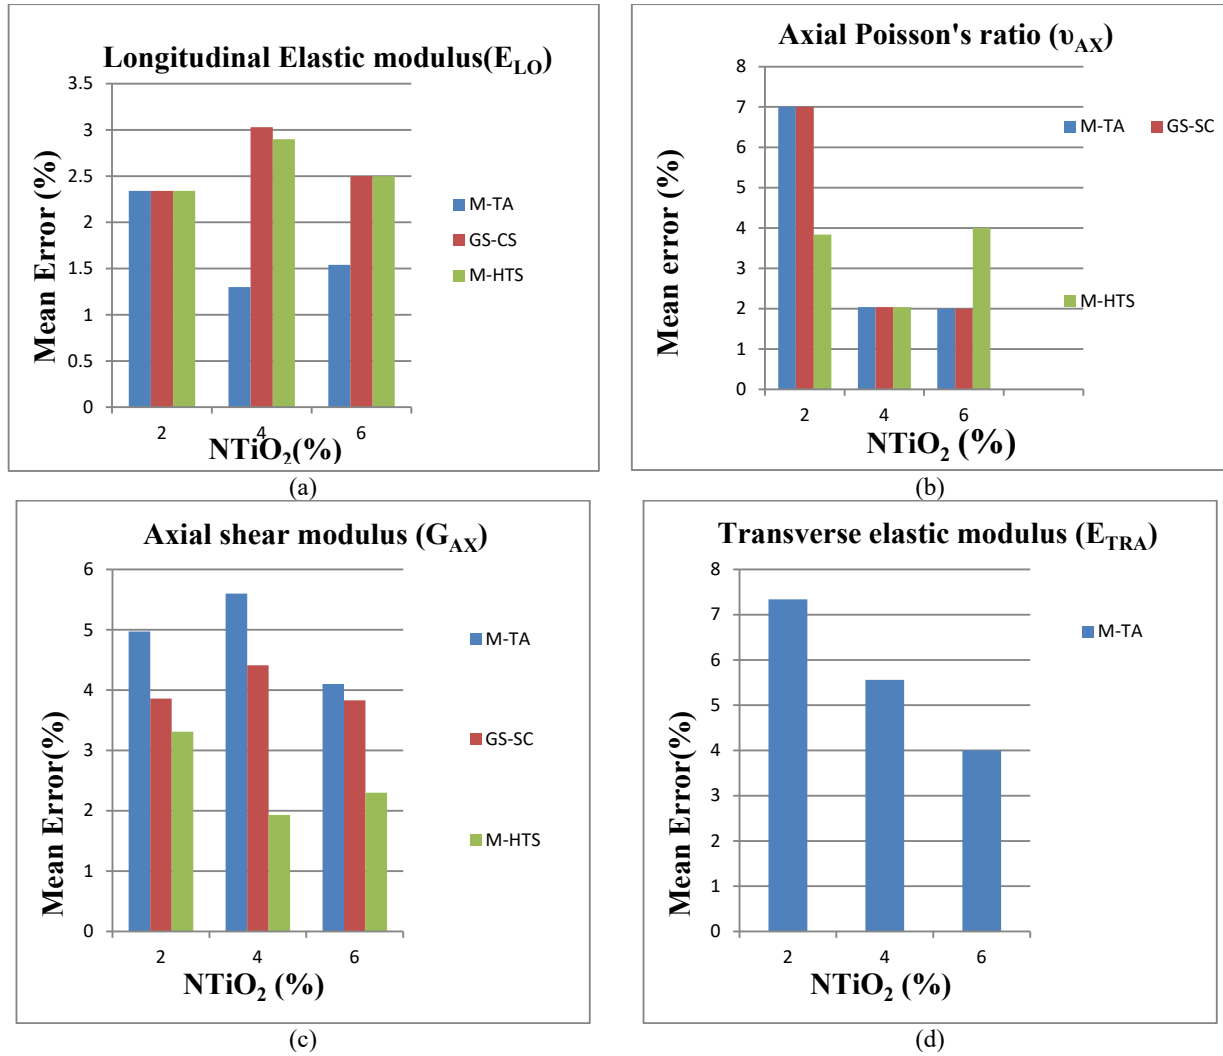 Longitudinal Elastic modulus(E_LO)
3.5
3
2.5
2
1.5
1
0.5
0
Mean Error (%)
2
4
6
NTiO2(%)
M-TA
GS-CS
M-HTS
(a)
Axial Poisson's ratio (υ_AX)
8
7
6
5
4
3
2
1
0
Mean error (%)
2
4
6
NTiO2 (%)
M-TA
GS-SC
M-HTS
(b)
Axial shear modulus (G_AX)
6
5
4
3
2
1
0
Mean Error(%)
2
4
6
NTiO2 (%)
M-TA
GS-SC
M-HTS
(c)
Transverse elastic modulus (E_TRA)
8
7
6
5
4
3
2
1
0
Mean Error(%)
2
4
6
NTiO2 (%)
M-TA
(d)